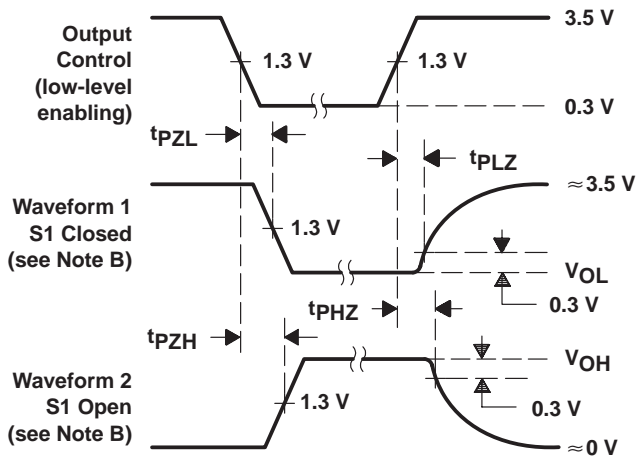 Output
Control
(low-level
enabling)
3.5 V
1.3 V
1.3 V
0.3 V
tPZL
tPLZ
Waveform 1
S1 Closed
(see Note B)
≈3.5 V
1.3 V
VOL
0.3 V
tPHZ
tPZH
Waveform 2
S1 Open
(see Note B)
VOH
1.3 V
0.3 V
≈0 V